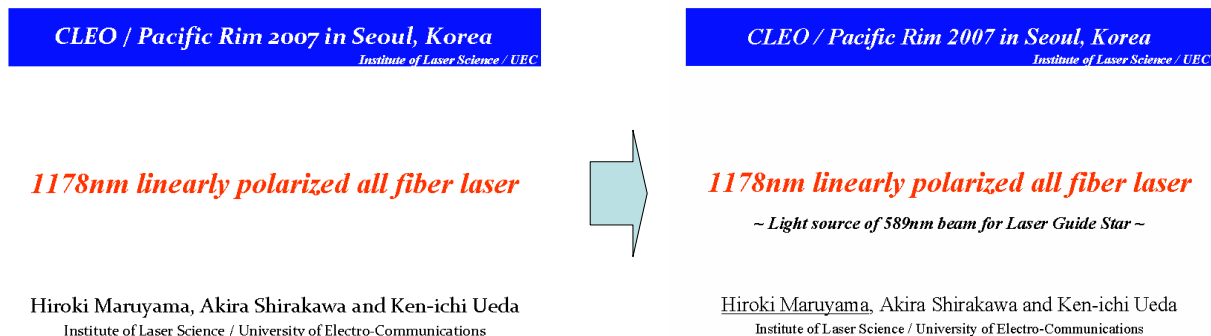 CLEO / Pacific Rim 2007 in Seoul, Korea
Institute of Laser Science / UEC
1178nm linearly polarized all fiber laser
Hiroki Maruyama, Akira Shirakawa and Ken-ichi Ueda
Institute of Laser Science / University of Electro-Communications
CLEO / Pacific Rim 2007 in Seoul, Korea
Institute of Laser Science / UEC
1178nm linearly polarized all fiber laser
~ Light source of 589nm beam for Laser Guide Star ~
Hiroki Maruyama, Akira Shirakawa and Ken-ichi Ueda
Institute of Laser Science / University of Electro-Communications